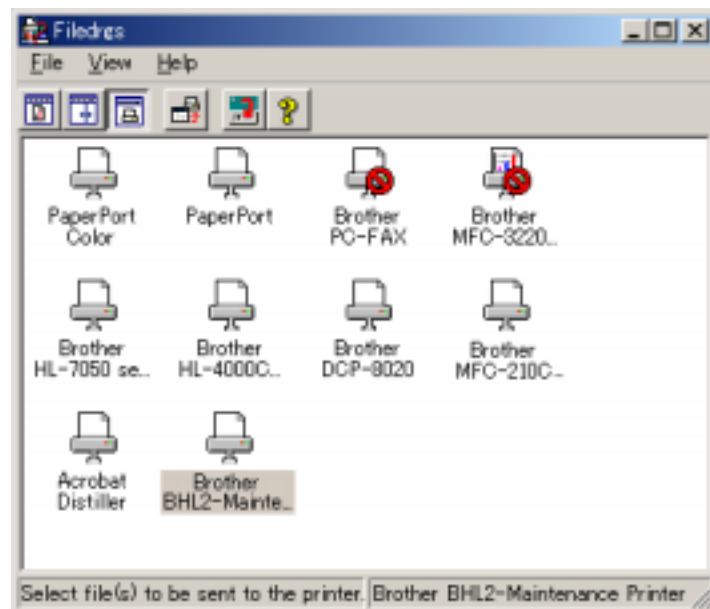 Filedrgs
File View Help
PaperPort
Color
PaperPort
Brother
PC-FAX
Brother
MFC-3220...
Brother
HL-7050 se...
Brother
HL-4000C...
Brother
DCP-8020
Brother
MFC-210C...
Acrobat
Distiller
Brother
BHL2-Mainte...
Select file(s) to be sent to the printer. Brother BHL2-Maintenance Printer